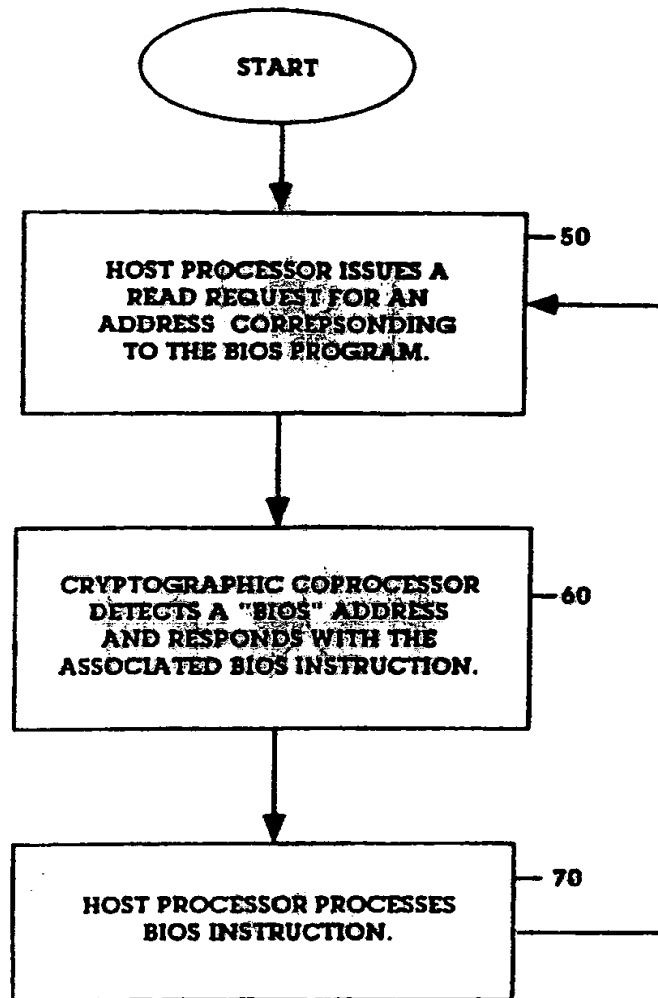 START
50
HOST PROCESSOR ISSUES A
READ REQUEST FOR AN
ADDRESS CORREPSONDING
TO THE BIOS PROGRAM.
60
CRYPTOGRAPHIC COPROCESSOR
DETECTS A "BIOS" ADDRESS
AND RESPONDS WITH THE
ASSOCIATED BIOS INSTRUCTION.
70
HOST PROCESSOR PROCESSES
BIOS INSTRUCTION.